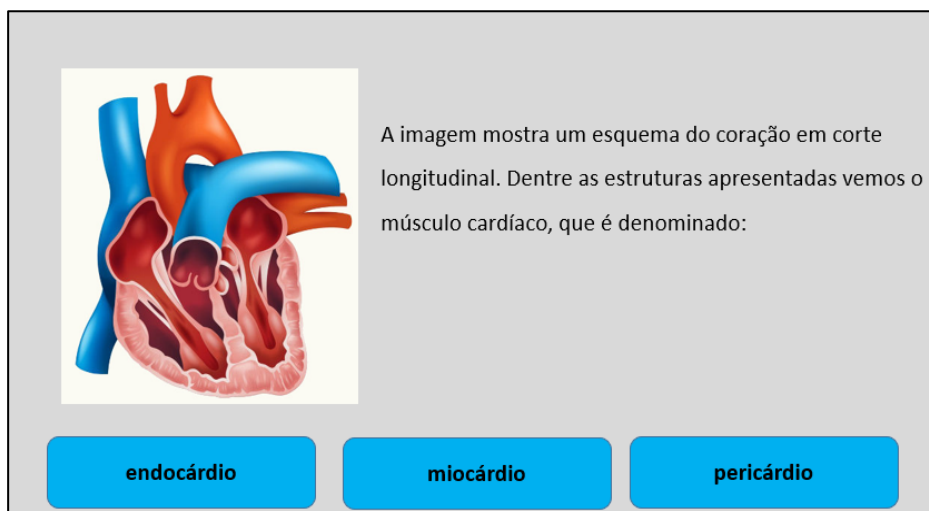 A imagem mostra um esquema do coração em corte
longitudinal. Dentre as estruturas apresentadas vemos o
músculo cardíaco, que é denominado:
endocárdio
miocárdio
pericárdio